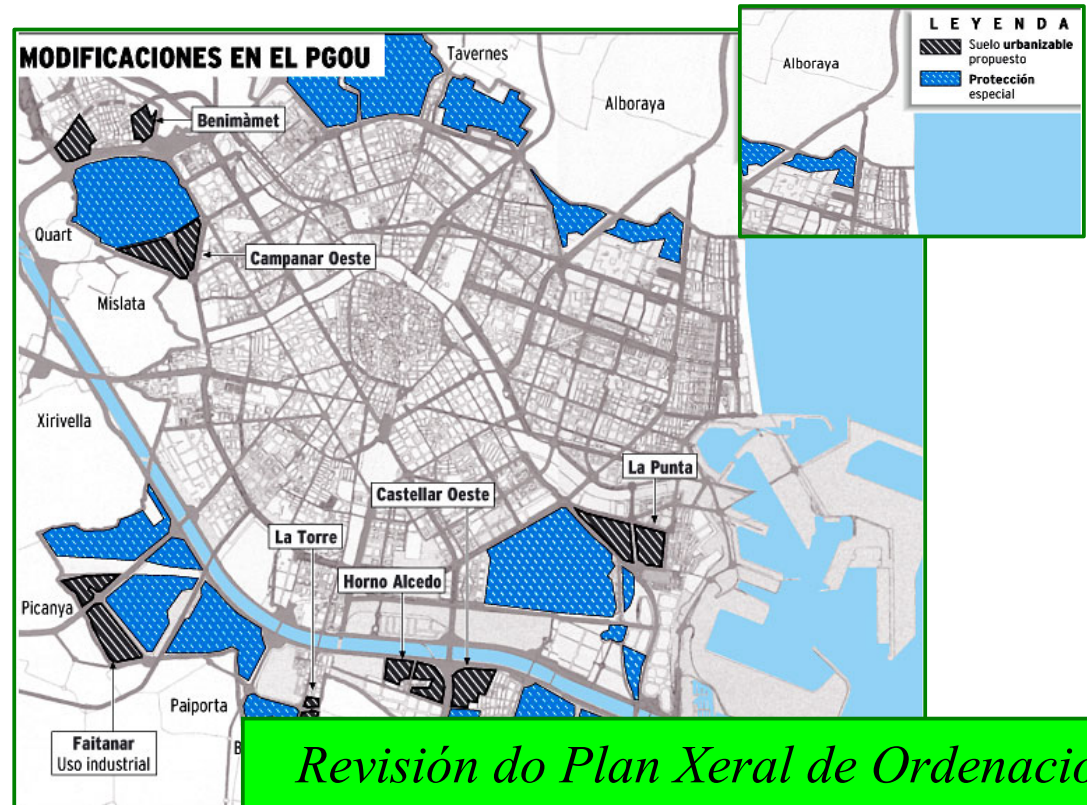 MODIFICACIONES EN EL PGOU
Tavernes
Alboraya
Benimàmet
Quart
Campanar Oeste
Mislata
Xirivella
La Punta
Castellar Oeste
La Torre
Horno Alcedo
Picanya
Paiporta
Faitanar
Uso industrial
B
L E Y E N D A
Suelo urbanizable
propuesto
Protección
especial
Alboraya
Revisión do Plan Xeral de Ordenació